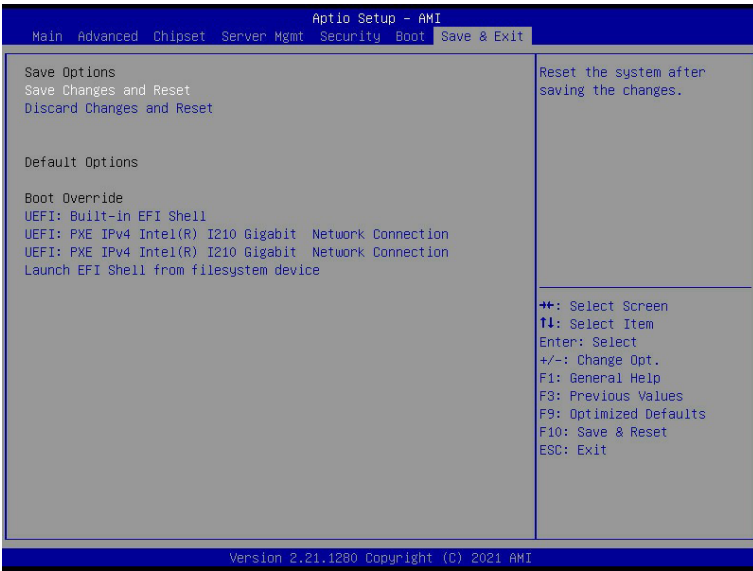 Aptio Setup – AMI
Main Advanced Chipset Server Mgmt Security Boot Save & Exit
Save Options
Save Changes and Reset
Discard Changes and Reset
Default Options
Boot Override
UEFI: Built-in EFI Shell
UEFI: PXE IPv4 Intel(R) I210 Gigabit Network Connection
UEFI: PXE IPv4 Intel(R) I210 Gigabit Network Connection
Launch EFI Shell from filesystem device
Reset the system after
saving the changes.
→←: Select Screen
↑↓: Select Item
Enter: Select
+/-: Change Opt.
F1: General Help
F3: Previous Values
F9: Optimized Defaults
F10: Save & Reset
ESC: Exit
Version 2.21.1280 Copyright (C) 2021 AMI